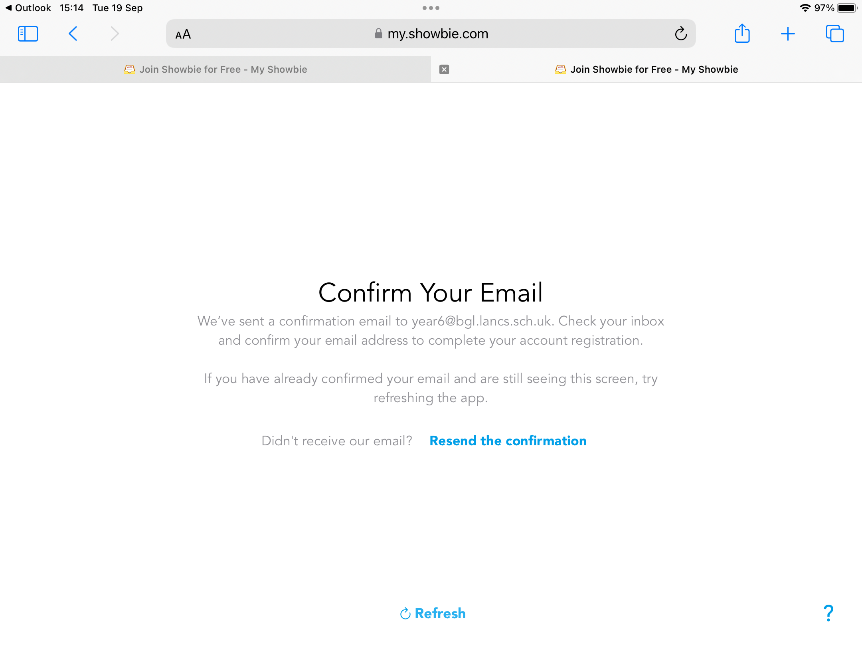 Outlook 15:14 Tue 19 Sep 97%
AA my.showbie.com
Join Showbie for Free - My Showbie
Join Showbie for Free - My Showbie
Confirm Your Email
We've sent a confirmation email to year6@bgl.lancs.sch.uk. Check your inbox
and confirm your email address to complete your account registration.
If you have already confirmed your email and are still seeing this screen, try
refreshing the app.
Didn't receive our email? Resend the confirmation
Refresh ?